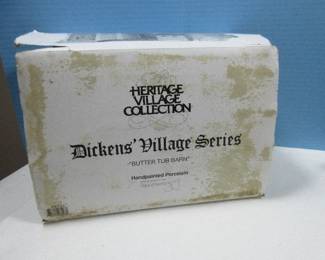 HERITAGE
VILLAGE
COLLECTION
Dickens' Village Series
"BUTTER TUB BARN"
Handpainted Porcelain